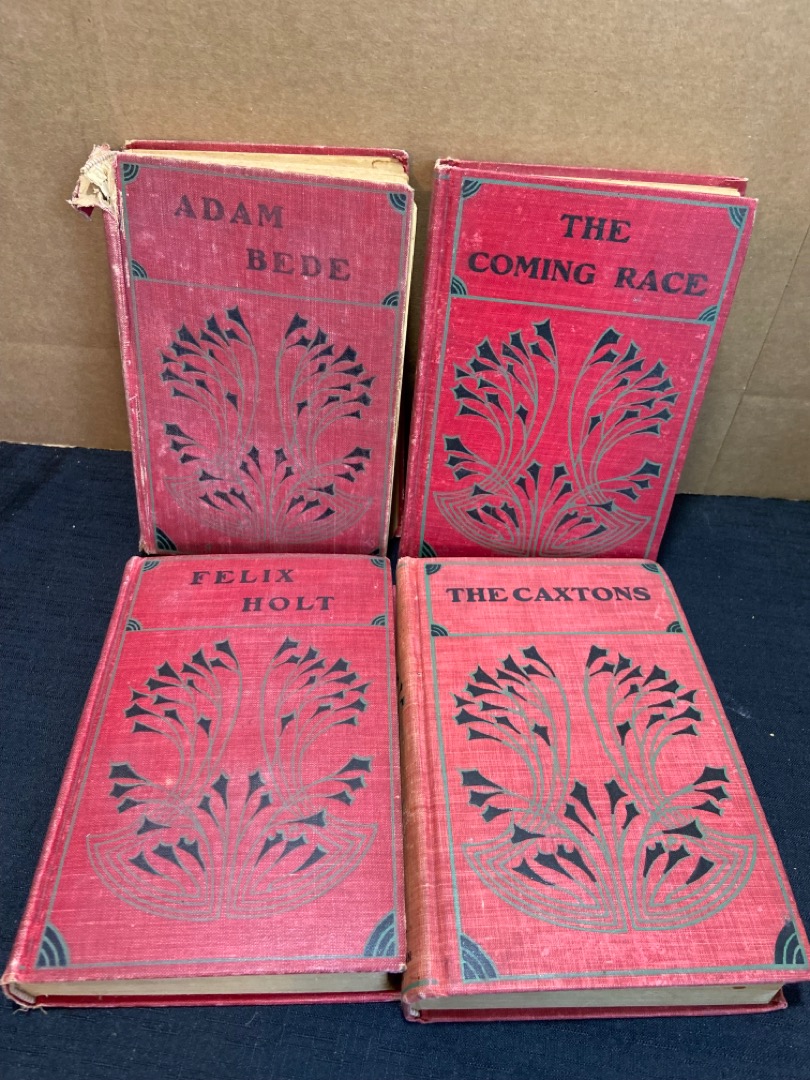 ADAM
BEDE
THE
COMING RACE
FELIX
HOLT
THE CAXTONS